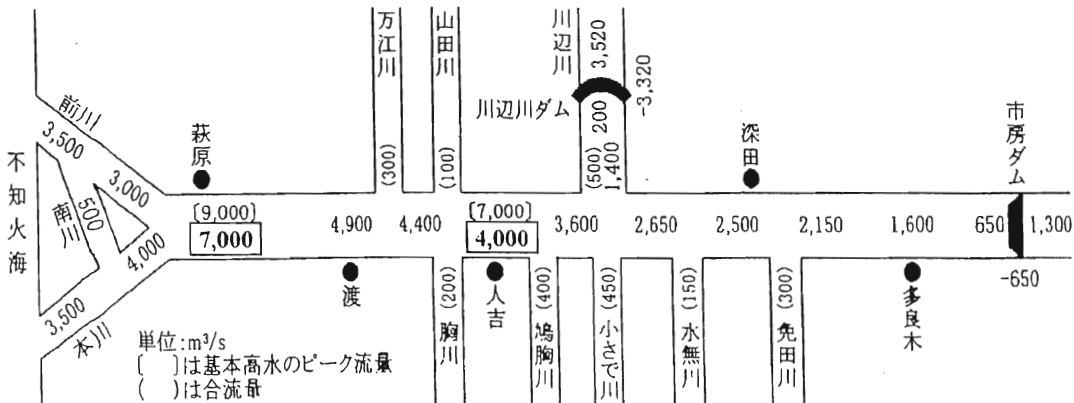 万江川
山田川
川辺川
3,520
-3,320
川辺川ダム
200
市房ダム
前川
3,500
萩原
深田
(300)
(100)
(500)
1,400
不知火海
南川
500
3,000
4,000
[9,000]
7,000
4,900
4,400
[7,000]
4,000
3,600
2,650
2,500
2,150
1,600
650
1,300
-650
渡
(200)
胸川
人吉
(400)
鳩胸川
(450)
小さで川
(150)
水無川
(300)
免田川
多良木
3,500
本川
単位:m³/s
[ ]は基本高水のピーク流量
( )は合流量